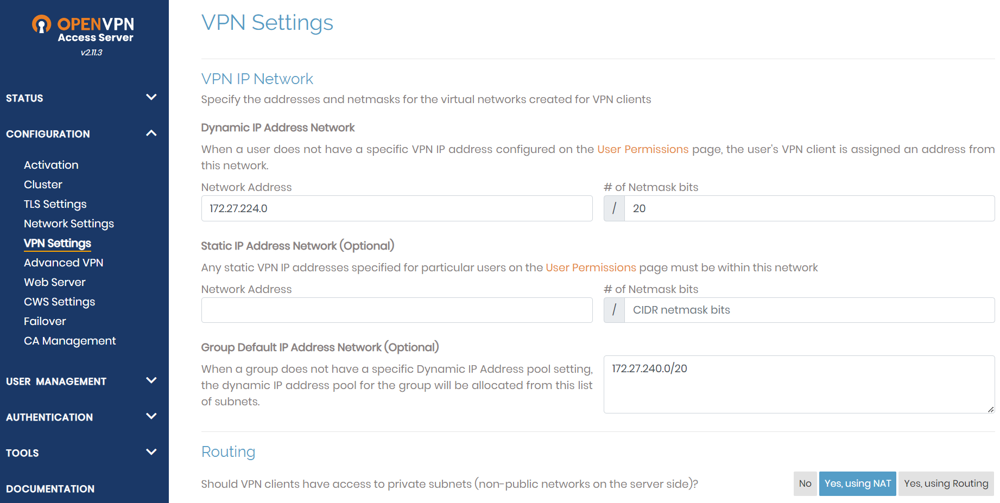 OPENVPN
Access Server
v2.11.3
STATUS
CONFIGURATION
Activation
Cluster
TLS Settings
Network Settings
VPN Settings
Advanced VPN
Web Server
CWS Settings
Failover
CA Management
USER MANAGEMENT
AUTHENTICATION
TOOLS
DOCUMENTATION
VPN Settings
VPN IP Network
Specify the addresses and netmasks for the virtual networks created for VPN clients
Dynamic IP Address Network
When a user does not have a specific VPN IP address configured on the User Permissions page, the user's VPN client is assigned an address from
this network.
Network Address
# of Netmask bits
172.27.224.0
/ 20
Static IP Address Network (Optional)
Any static VPN IP addresses specified for particular users on the User Permissions page must be within this network
Network Address
# of Netmask bits
/ CIDR netmask bits
Group Default IP Address Network (Optional)
When a group does not have a specific Dynamic IP Address pool setting,
the dynamic IP address pool for the group will be allocated from this list
of subnets.
172.27.240.0/20
Routing
Should VPN clients have access to private subnets (non-public networks on the server side)?
No
Yes, using NAT
Yes, using Routing